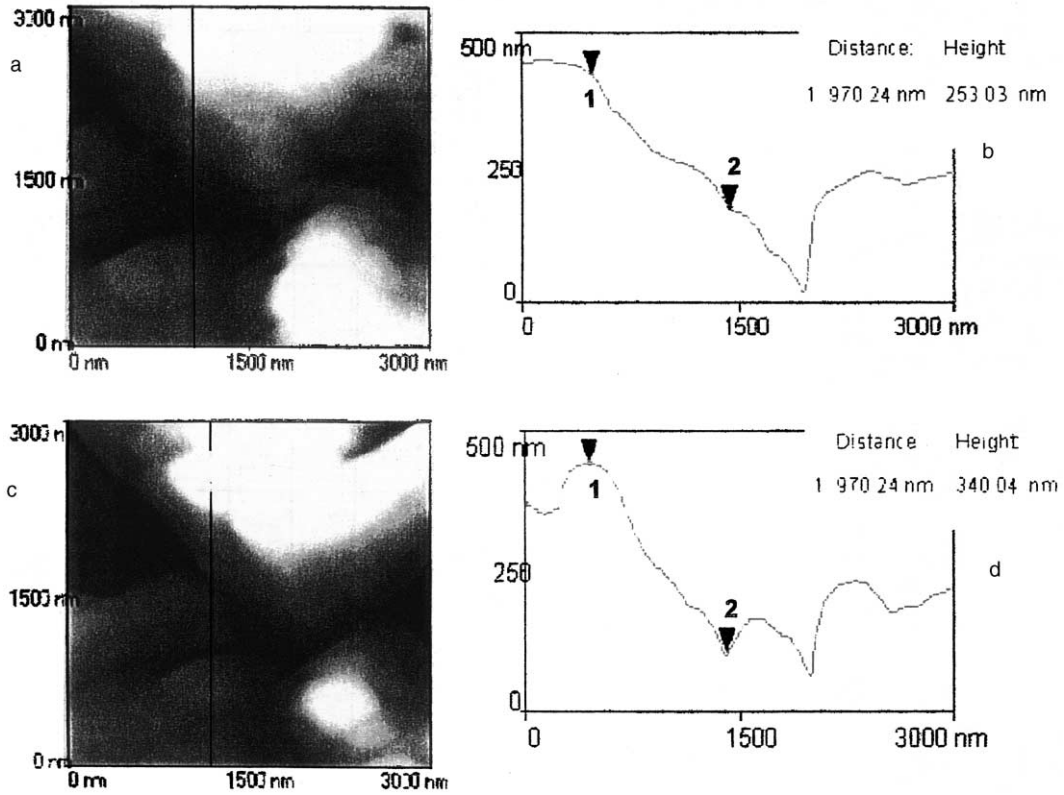 3000 nm
a
1500 nm
0 nm
0 nm 1500 nm 3000 nm
500 nm
250
0
0 1500 3000 nm
1
2
Distance: Height
1 970 24 nm 253 03 nm
b
3000 n
c
1500 nm
0 nm
0 nm 1500 nm 3000 nm
500 nm
250
0
0 1500 3000 nm
1
2
Distance Height
1 970 24 nm 340 04 nm
d